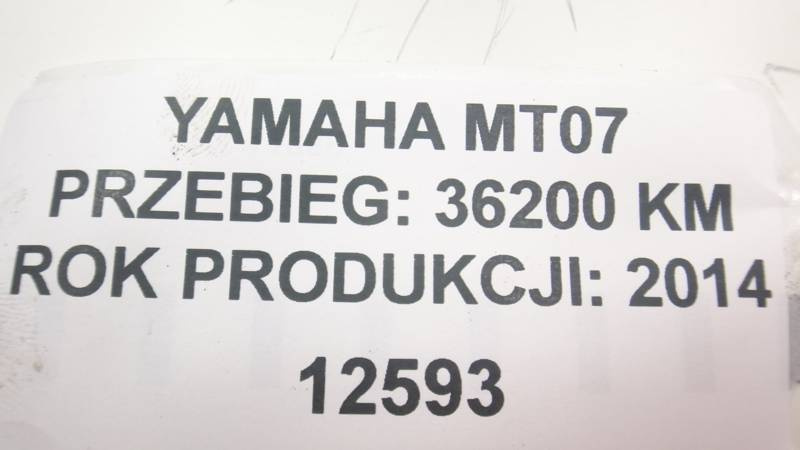 YAMAHA MT07
PRZEBIEG: 36200 KM
ROK PRODUKCJI: 2014
12593